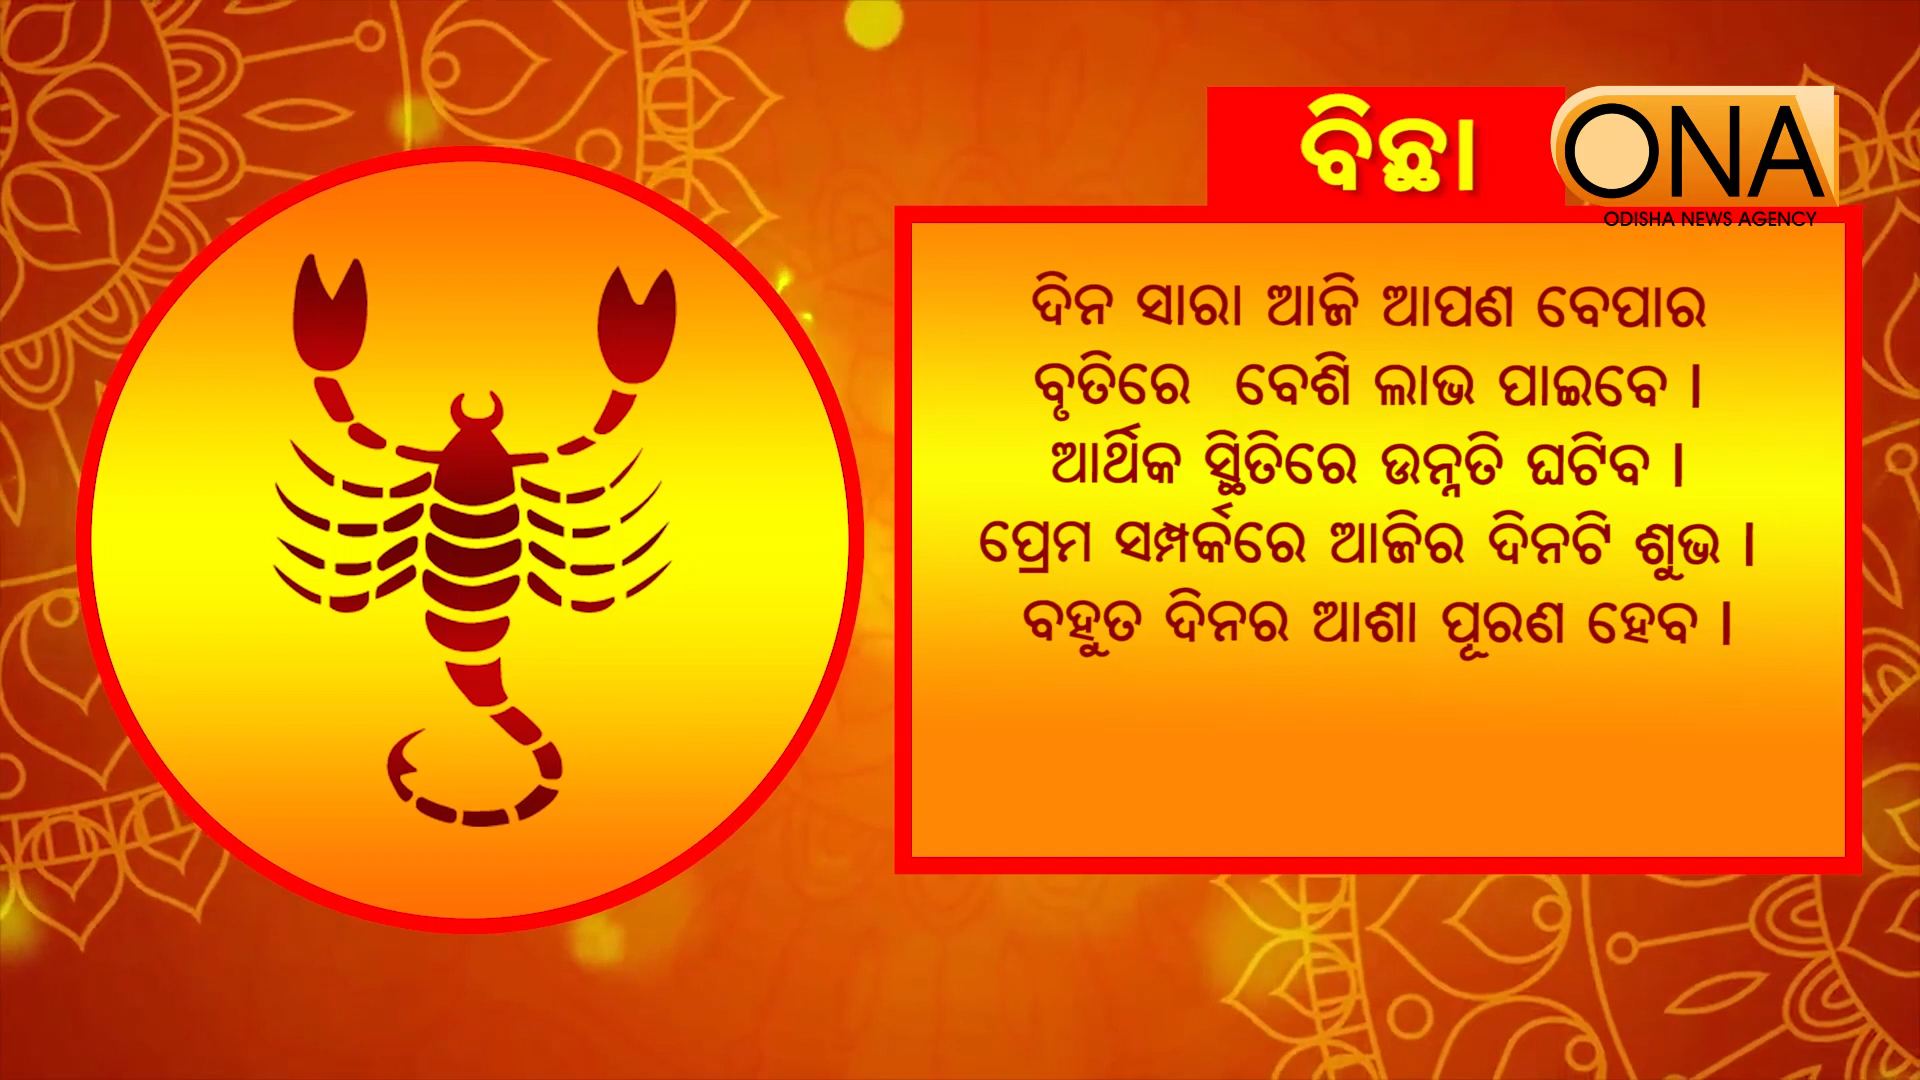 ବିଛା
ONA
ODISHA NEWS AGENCY
ଦିନ ସାରା ଆଜି ଆପଣ ବେପାର
ବୃତିରେ ବେଶି ଲାଭ ପାଇବେ ।
ଆର୍ଥିକ ସ୍ଥିତିରେ ଉନ୍ନତି ଘଟିବ ।
ପ୍ରେମ ସମ୍ପର୍କରେ ଆଜିର ଦିନଟି ଶୁଭ ।
ବହୁତ ଦିନର ଆଶା ପୂରଣ ହେବ ।